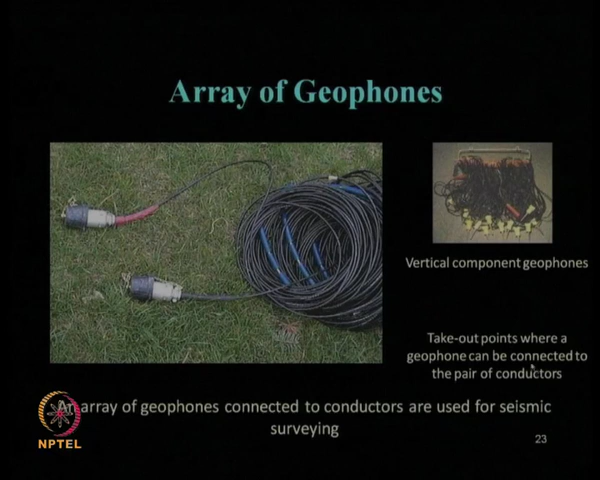 Array of Geophones
Vertical component geophones
Take-out points where a
geophone can be connected to
the pair of conductors
An array of geophones connected to conductors are used for seismic
surveying
NPTEL
23